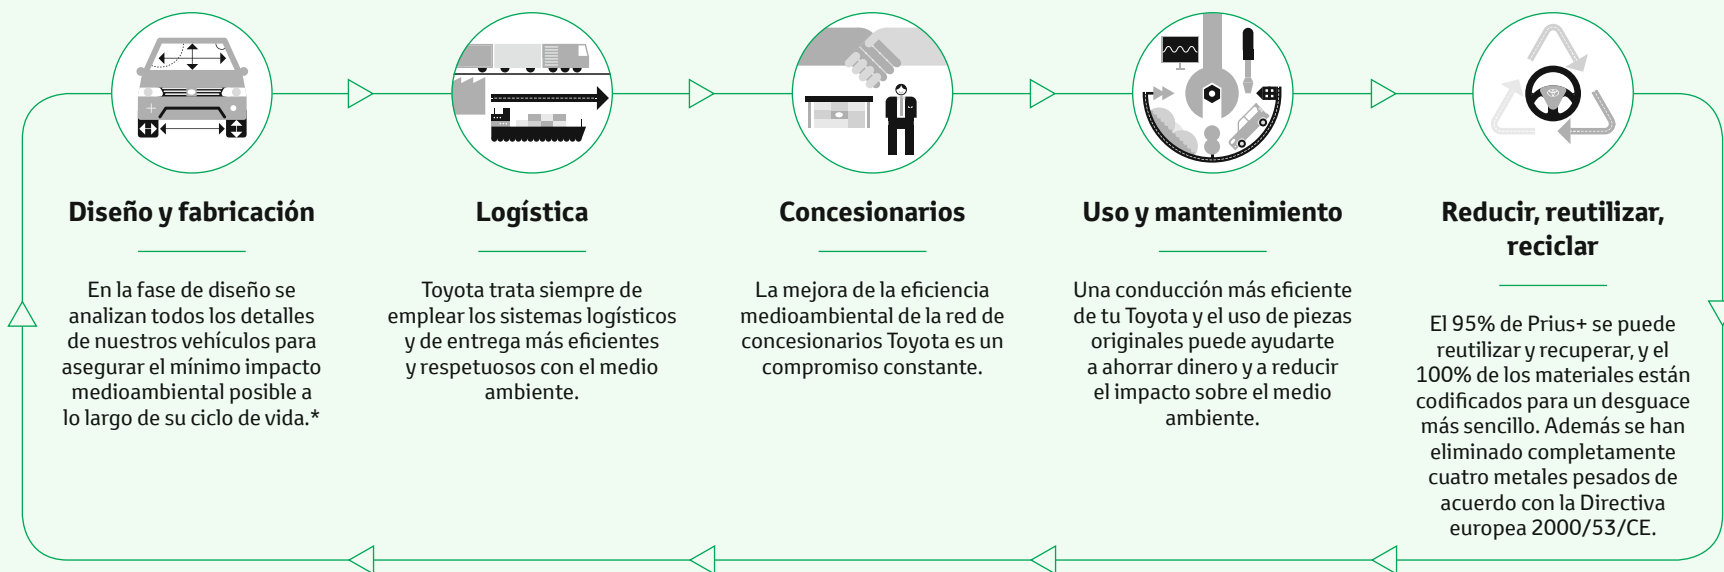 Diseño y fabricación
En la fase de diseño se
analizan todos los detalles
de nuestros vehículos para
asegurar el mínimo impacto
medioambiental posible a
lo largo de su ciclo de vida.*
Logística
Toyota trata siempre de
emplear los sistemas logísticos
y de entrega más eficientes
y respetuosos con el medio
ambiente.
Concesionarios
La mejora de la eficiencia
medioambiental de la red de
concesionarios Toyota es un
compromiso constante.
Uso y mantenimiento
Una conducción más eficiente
de tu Toyota y el uso de piezas
originales puede ayudarte
a ahorrar dinero y a reducir
el impacto sobre el medio
ambiente.
Reducir, reutilizar,
reciclar
El 95% de Prius+ se puede
reutilizar y recuperar, y el
100% de los materiales están
codificados para un desguace
más sencillo. Además se han
eliminado completamente
cuatro metales pesados de
acuerdo con la Directiva
europea 2000/53/CE.